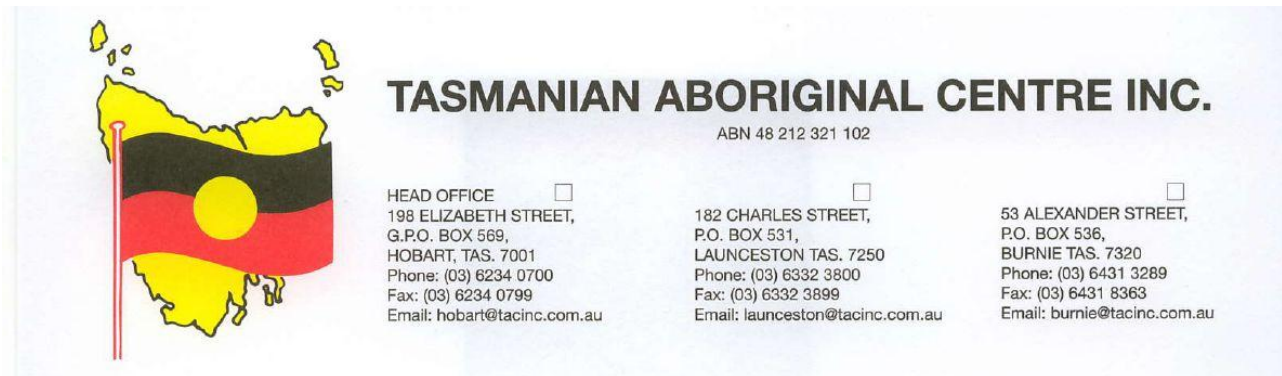 TASMANIAN ABORIGINAL CENTRE INC.
ABN 48 212 321 102
HEAD OFFICE
198 ELIZABETH STREET,
G.P.O. BOX 569,
HOBART, TAS. 7001
Phone: (03) 6234 0700
Fax: (03) 6234 0799
Email: hobart@tacinc.com.au
182 CHARLES STREET,
P.O. BOX 531,
LAUNCESTON TAS. 7250
Phone: (03) 6332 3800
Fax: (03) 6332 3899
Email: launceston@tacinc.com.au
53 ALEXANDER STREET,
P.O. BOX 536,
BURNIE TAS. 7320
Phone: (03) 6431 3289
Fax: (03) 6431 8363
Email: burnie@tacinc.com.au